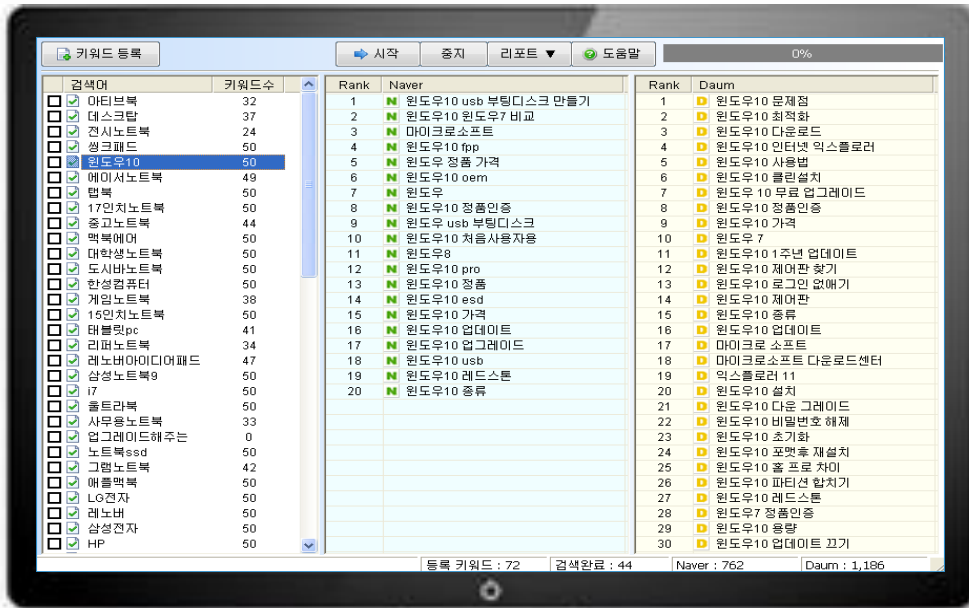 키워드 등록 시작 중지 리포트 ▼ 도움말 0%
검색어 키워드수
아티브북 32
데스크탑 37
전시노트북 24
씽크패드 50
윈도우10 50
에이서노트북 49
탭북 50
17인치노트북 50
중고노트북 44
맥북에어 50
대학생노트북 50
도시바노트북 50
한성컴퓨터 50
게임노트북 38
15인치노트북 50
태블릿pc 41
리퍼노트북 34
레노버아이디어패드 47
삼성노트북9 50
i7 50
울트라북 50
사무용노트북 33
업그레이드해주는 0
노트북ssd 50
그램노트북 42
애플맥북 50
LG전자 50
레노버 50
삼성전자 50
HP 50
Rank Naver
1 윈도우10 usb 부팅디스크 만들기
2 윈도우10 윈도우7 비교
3 마이크로소프트
4 윈도우10 fpp
5 윈도우 정품 가격
6 윈도우10 oem
7 윈도우
8 윈도우10 정품인증
9 윈도우 usb 부팅디스크
10 윈도우10 처음사용자용
11 윈도우8
12 윈도우10 pro
13 윈도우10 정품
14 윈도우10 esd
15 윈도우10 가격
16 윈도우10 업데이트
17 윈도우10 업그레이드
18 윈도우10 usb
19 윈도우10 레드스톤
20 윈도우10 종류
Rank Daum
1 윈도우10 문제점
2 윈도우10 최적화
3 윈도우10 다운로드
4 윈도우10 인터넷 익스플로러
5 윈도우10 사용법
6 윈도우10 클린설치
7 윈도우 10 무료 업그레이드
8 윈도우10 정품인증
9 윈도우10 가격
10 윈도우 7
11 윈도우10 1주년 업데이트
12 윈도우10 제어판 찾기
13 윈도우10 로그인 없애기
14 윈도우10 제어판
15 윈도우10 종류
16 윈도우10 업데이트
17 마이크로 소프트
18 마이크로소프트 다운로드센터
19 익스플로러 11
20 윈도우10 설치
21 윈도우10 다운 그레이드
22 윈도우10 비밀번호 해제
23 윈도우10 초기화
24 윈도우10 포맷후 재설치
25 윈도우10 홈 프로 차이
26 윈도우10 파티션 합치기
27 윈도우10 레드스톤
28 윈도우7 정품인증
29 윈도우10 용량
30 윈도우10 업데이트 끄기
등록 키워드 : 72 검색완료 : 44 Naver : 762 Daum : 1,186